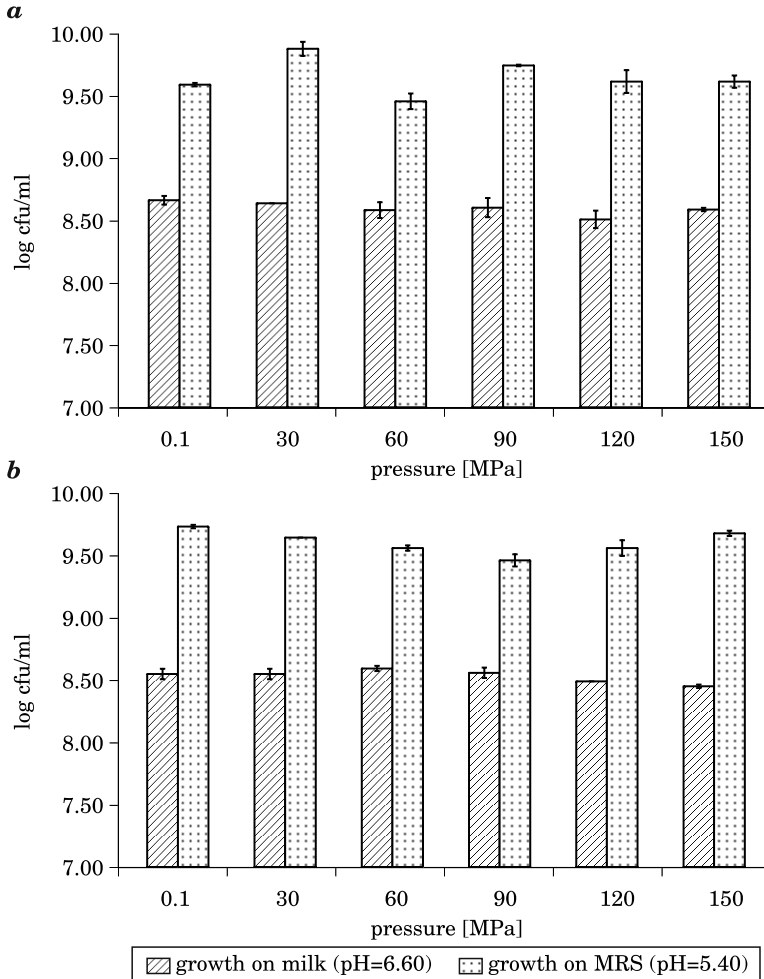 a
10.00
9.50
9.00
8.50
8.00
7.50
7.00
log cfu/ml
0.1 30 60 90 120 150
pressure [MPa]
b
10.00
9.50
9.00
8.50
8.00
7.50
7.00
log cfu/ml
0.1 30 60 90 120 150
pressure [MPa]
growth on milk (pH=6.60) growth on MRS (pH=5.40)